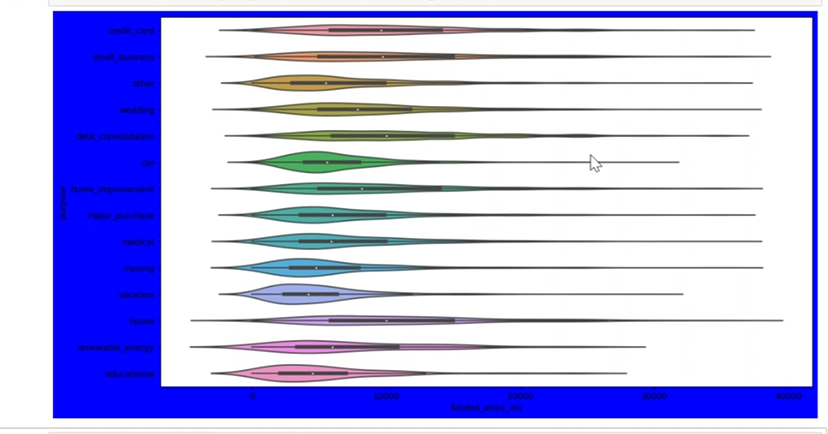 credit_card
small_business
other
wedding
debt_consolidation
car
home_improvement
major_purchase
medical
moving
vacation
house
renewable_energy
educational
purpose
0 10000 20000 30000 40000
funded_amnt_inv